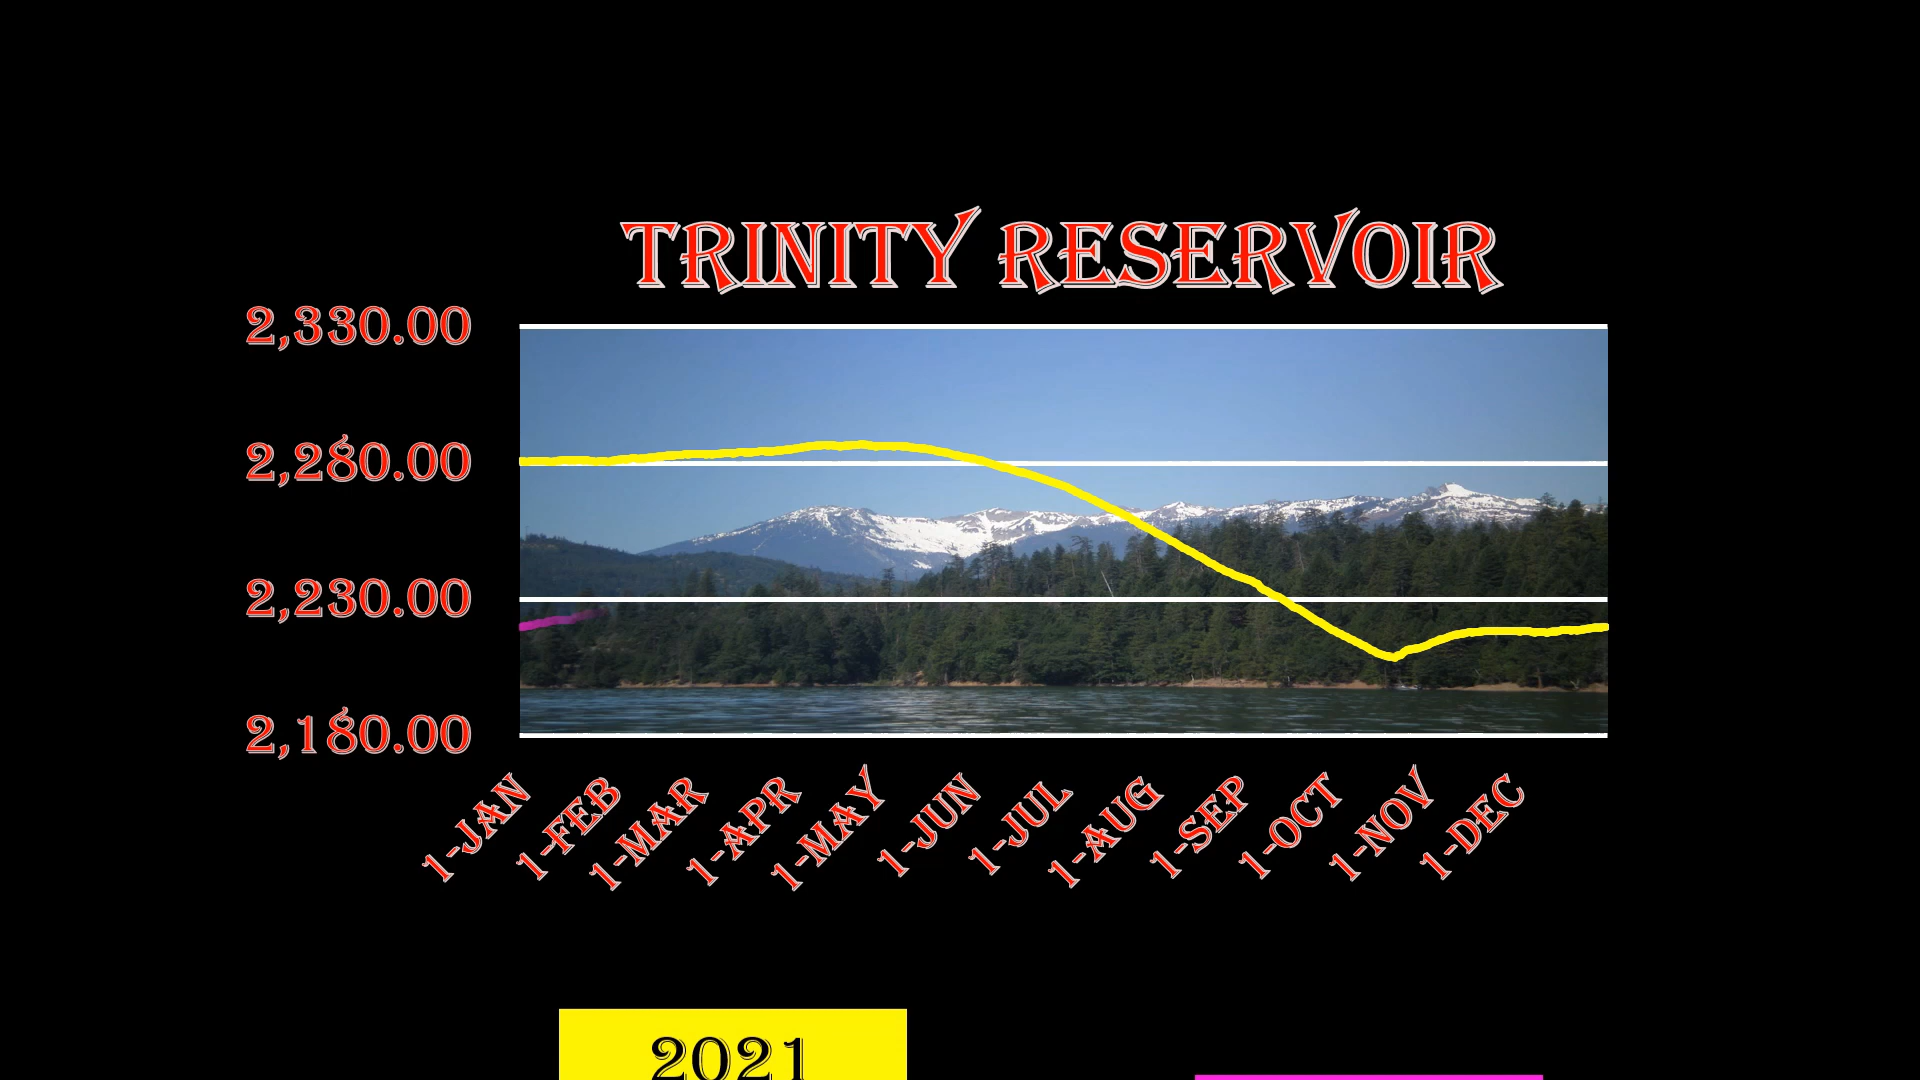 TRINITY RESERVOIR
2,330.00
2,280.00
2,230.00
2,180.00
1-JAN
1-FEB
1-MAR
1-APR
1-MAY
1-JUN
1-JUL
1-AUG
1-SEP
1-OCT
1-NOV
1-DEC
2021